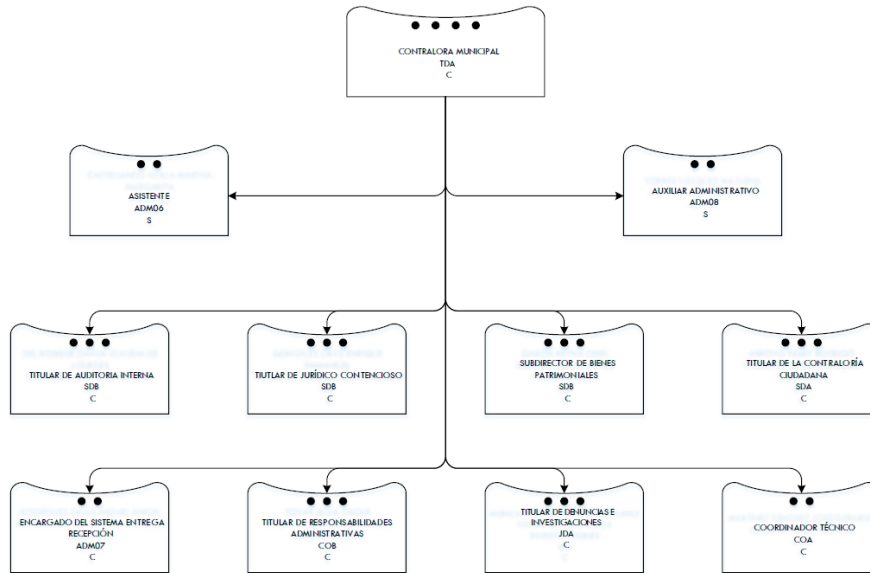 CONTRALORA MUNICIPAL
TDA
C
ASISTENTE
ADM06
S
AUXILIAR ADMINISTRATIVO
ADM08
S
TITULAR DE AUDITORIA INTERNA
SDB
C
TIUTLAR DE JURÍDICO CONTENCIOSO
SDB
C
SUBDIRECTOR DE BIENES
PATRIMONIALES
SDB
C
TITULAR DE LA CONTRALORÍA
CIUDADANA
SDA
C
ENCARGADO DEL SISTEMA ENTREGA
RECEPCIÓN
ADM07
C
TITULAR DE RESPONSABILIDADES
ADMINISTRATIVAS
COB
C
TITULAR DE DENUNCIAS E
INVESTIGACIONES
JDA
C
COORDINADOR TÉCNICO
COA
C